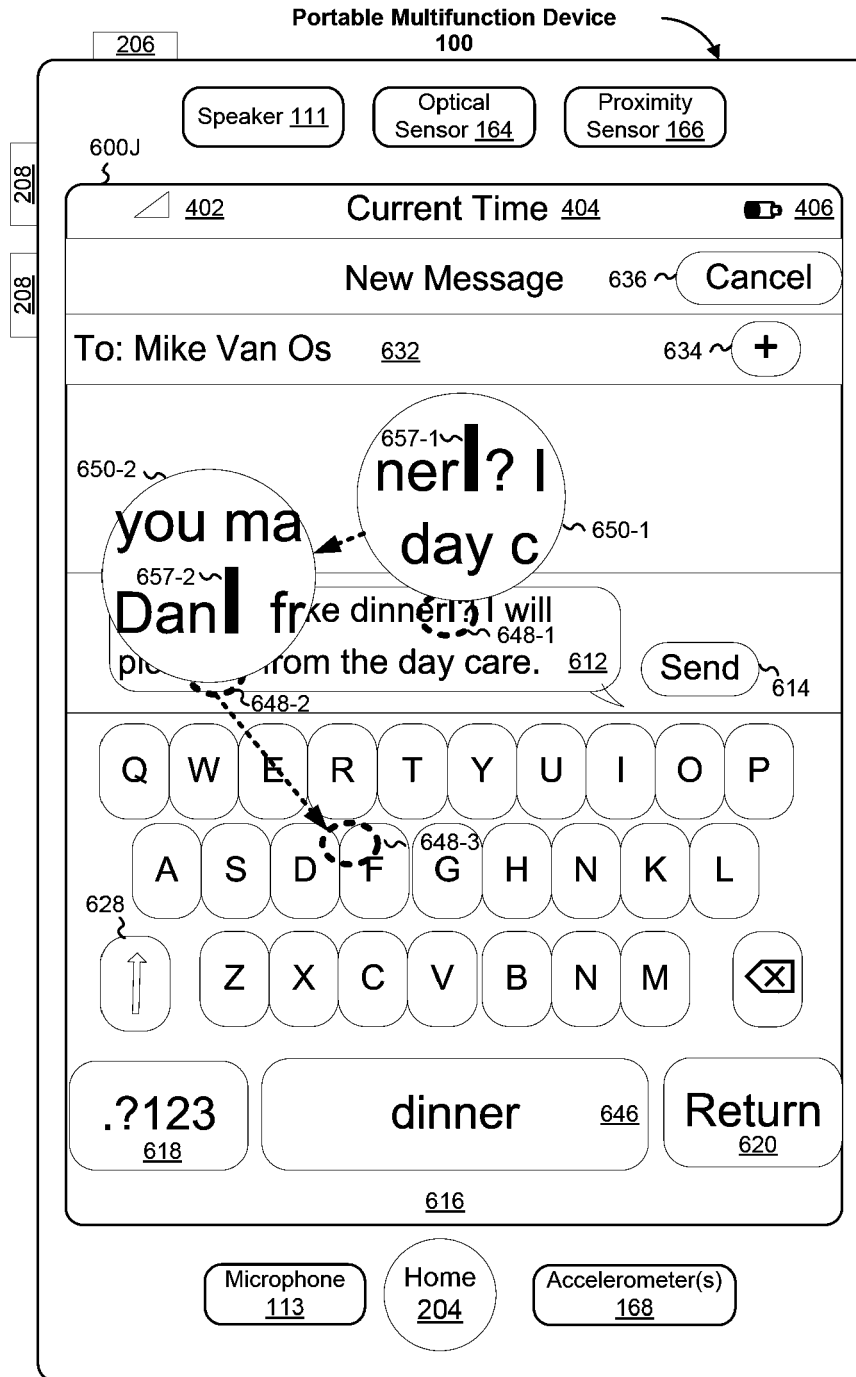 Portable Multifunction Device
100
206
Speaker 111
Optical
Sensor 164
Proximity
Sensor 166
600J
208
208
402
Current Time 404
406
New Message
636
Cancel
To: Mike Van Os
632
634
+
657-1
ner? I
day c
650-1
650-2
you ma
657-2
Dan fr
ke dinner? I will
648-1
pic from the day care.
612
Send
614
648-2
Q W E R T Y U I O P
648-3
A S D F G H N K L
628
Z X C V B N M
.?123
618
dinner
646
Return
620
616
Microphone
113
Home
204
Accelerometer(s)
168